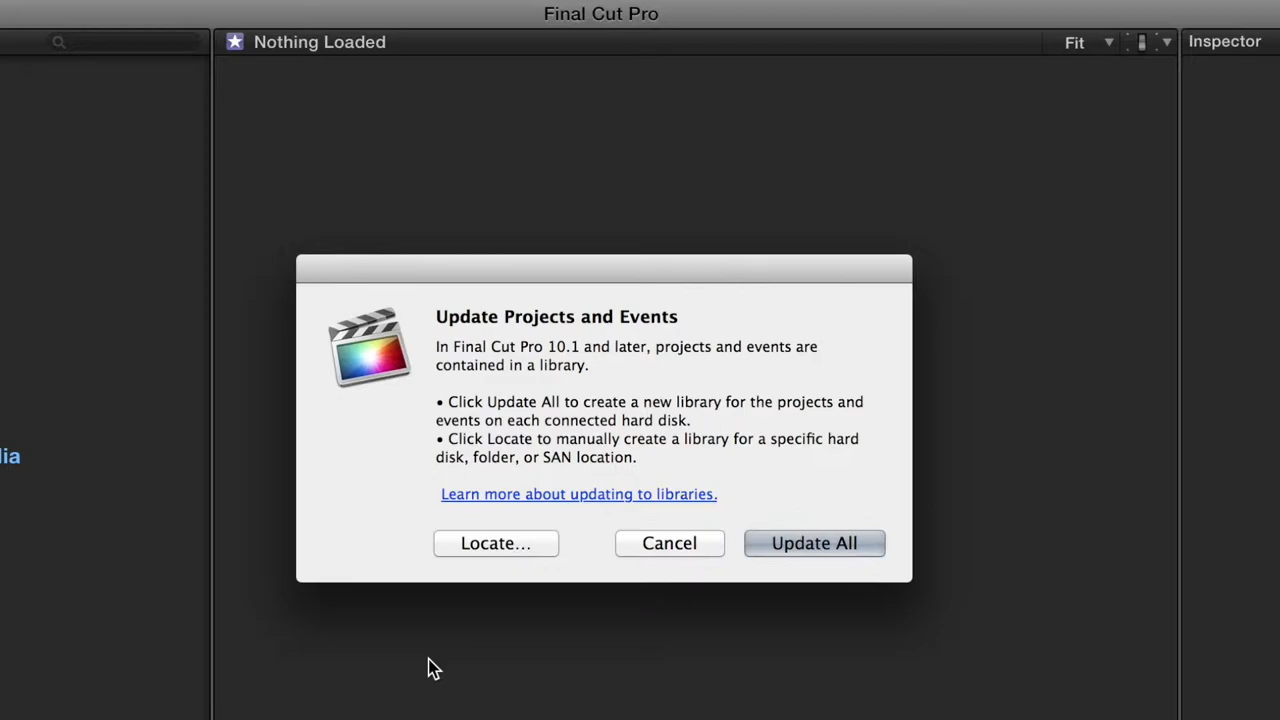 Final Cut Pro
Nothing Loaded
Fit
Inspector
Update Projects and Events
In Final Cut Pro 10.1 and later, projects and events are
contained in a library.
• Click Update All to create a new library for the projects and
events on each connected hard disk.
• Click Locate to manually create a library for a specific hard
disk, folder, or SAN location.
Learn more about updating to libraries.
lia
Locate...
Cancel
Update All